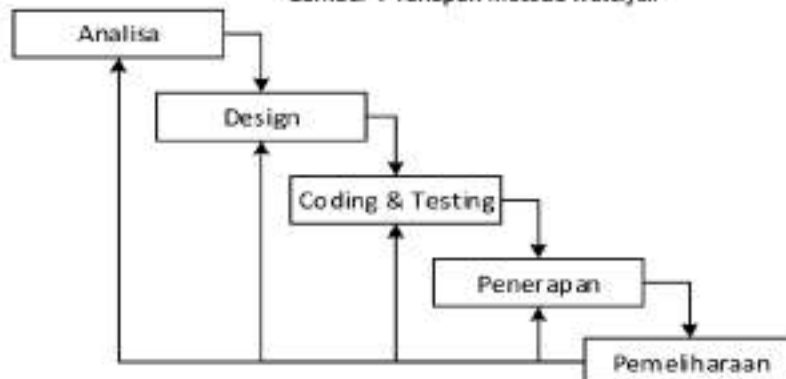 Analisa
Design
Coding & Testing
Penerapan
Pemeliharaan